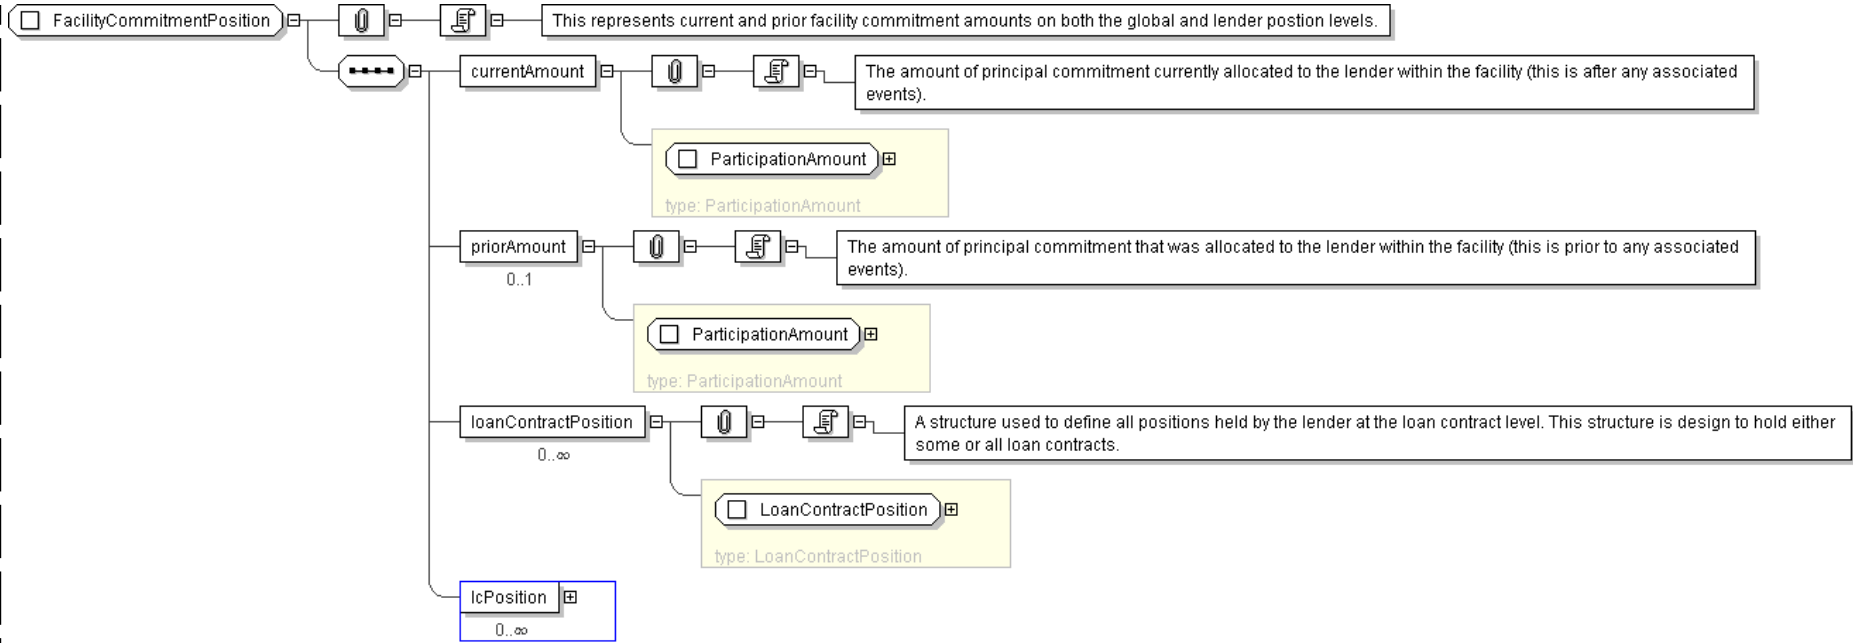 FacilityCommitmentPosition
This represents current and prior facility commitment amounts on both the global and lender postion levels.
currentAmount
The amount of principal commitment currently allocated to the lender within the facility (this is after any associated
events).
ParticipationAmount
type: ParticipationAmount
priorAmount
0..1
The amount of principal commitment that was allocated to the lender within the facility (this is prior to any associated
events).
ParticipationAmount
type: ParticipationAmount
loanContractPosition
0..∞
A structure used to define all positions held by the lender at the loan contract level. This structure is design to hold either
some or all loan contracts.
LoanContractPosition
type: LoanContractPosition
lcPosition
0..∞